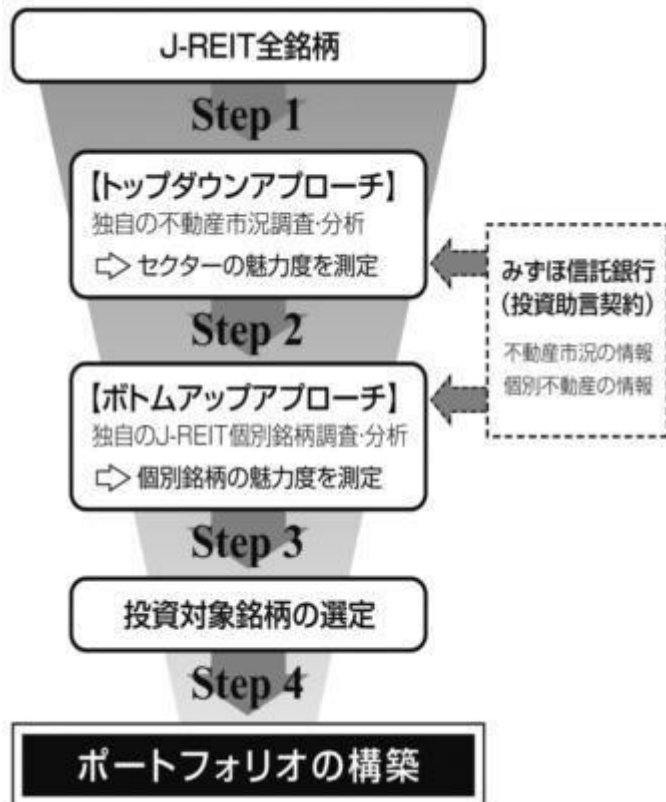 J-REIT全銘柄
Step 1
【トップダウンアプローチ】
独自の不動産市況調査・分析
⇨ セクターの魅力度を測定
みずほ信託銀行
(投資助言契約)
不動産市況の情報
個別不動産の情報
Step 2
【ボトムアップアプローチ】
独自のJ-REIT個別銘柄調査・分析
⇨ 個別銘柄の魅力度を測定
Step 3
投資対象銘柄の選定
Step 4
ポートフォリオの構築